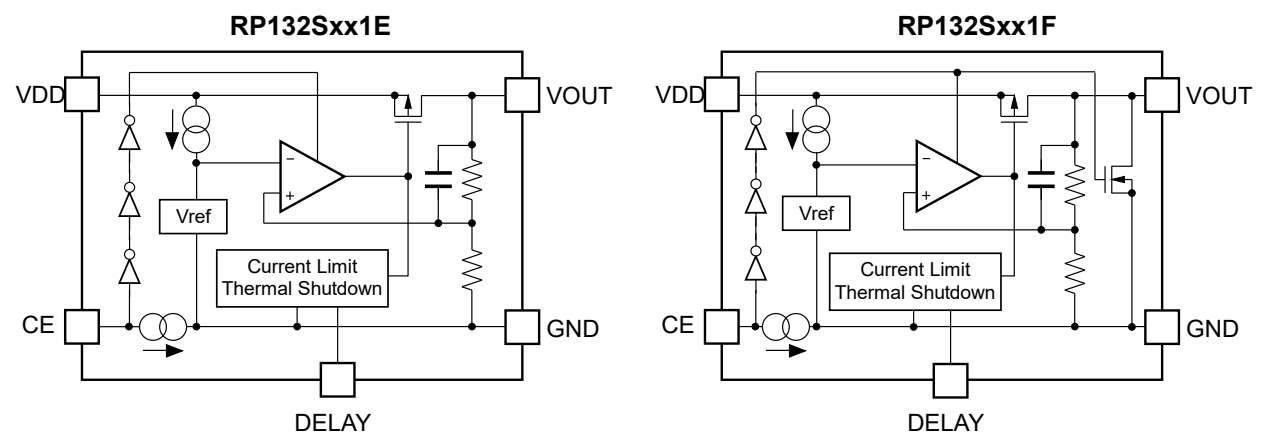 RP132Sxx1E
VDD
VOUT
−
+
Vref
Current Limit
Thermal Shutdown
CE
GND
DELAY
RP132Sxx1F
VDD
VOUT
−
+
Vref
Current Limit
Thermal Shutdown
CE
GND
DELAY